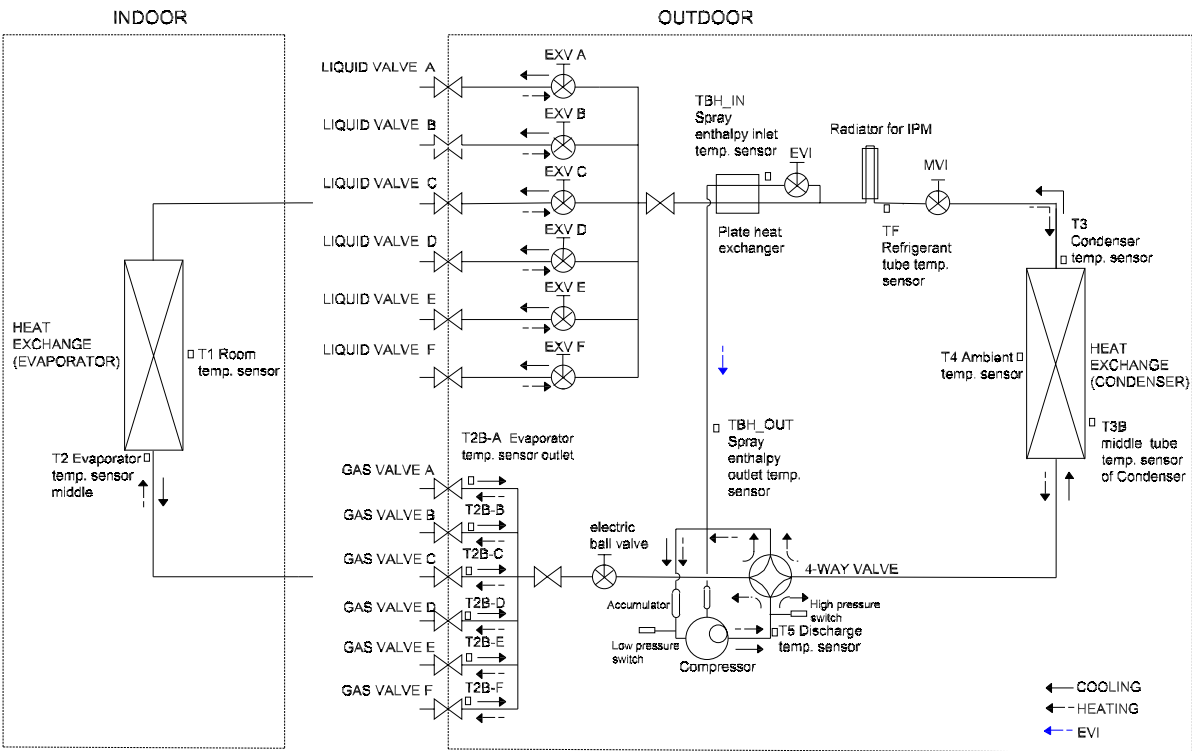 INDOOR
OUTDOOR
LIQUID VALVE A
EXV A
LIQUID VALVE B
EXV B
LIQUID VALVE C
EXV C
LIQUID VALVE D
EXV D
LIQUID VALVE E
EXV E
LIQUID VALVE F
EXV F
TBH_IN
Spray
enthalpy inlet
temp. sensor
EVI
Radiator for IPM
MVI
Plate heat
exchanger
TF
Refrigerant
tube temp.
sensor
T3
Condenser
temp. sensor
HEAT
EXCHANGE
(EVAPORATOR)
T1 Room
temp. sensor
T2 Evaporator
temp. sensor
middle
T4 Ambient
temp. sensor
HEAT
EXCHANGE
(CONDENSER)
T3B
middle tube
temp. sensor
of Condenser
TBH_OUT
Spray
enthalpy
outlet temp.
sensor
T2B-A Evaporator
temp. sensor outlet
GAS VALVE A
GAS VALVE B
T2B-B
GAS VALVE C
T2B-C
GAS VALVE D
T2B-D
GAS VALVE E
T2B-E
GAS VALVE F
T2B-F
electric
ball valve
4-WAY VALVE
Accumulator
Low pressure
switch
Compressor
High pressure
switch
T5 Discharge
temp. sensor
COOLING
HEATING
EVI